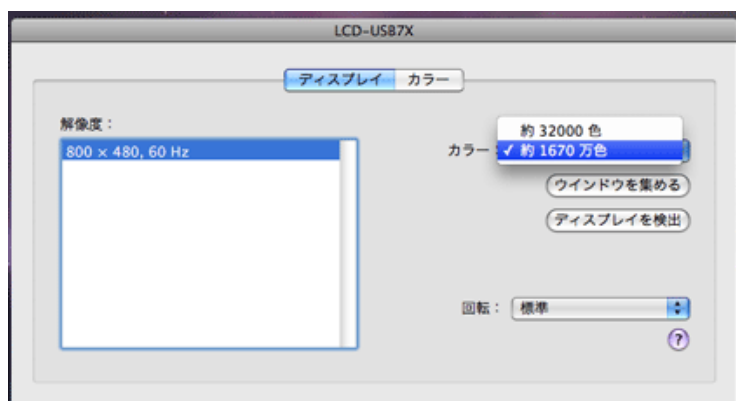 LCD-USB7X
ディスプレイ カラー
解像度：
800 × 480, 60 Hz
カラー：
約 32000 色
✓ 約 1670 万色
ウインドウを集める
ディスプレイを検出
回転： 標準
?